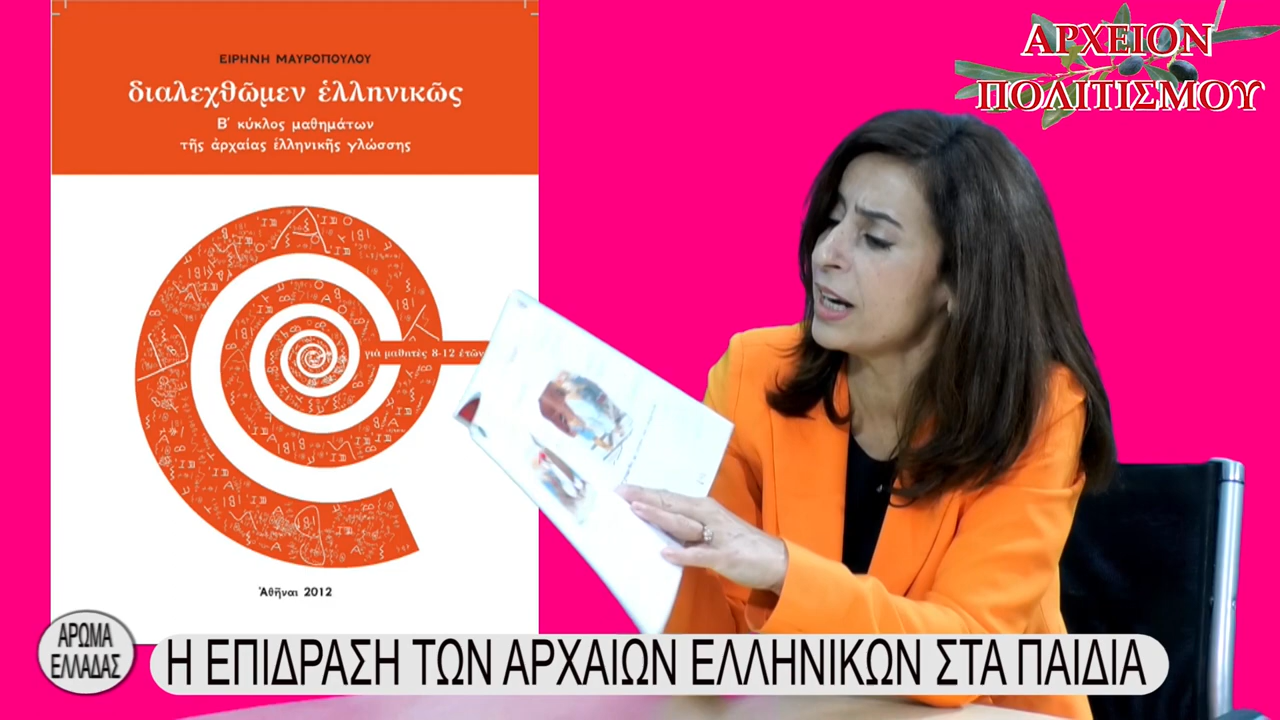 ΕΙΡΗΝΗ ΜΑΥΡΟΠΟΥΛΟΥ
διαλεχθῶμεν ἑλληνικῶς
Β΄ κύκλος μαθημάτων
τῆς ἀρχαίας ἑλληνικῆς γλώσσης
γιὰ μαθητὲς 8-12 ἐτῶν
Ἀθῆναι 2012
ΑΡΧΕΙΟΝ
ΠΟΛΙΤΙΣΜΟΥ
ΑΡΩΜΑ
ΕΛΛΑΔΑΣ
Η ΕΠΙΔΡΑΣΗ ΤΩΝ ΑΡΧΑΙΩΝ ΕΛΛΗΝΙΚΩΝ ΣΤΑ ΠΑΙΔΙΑ